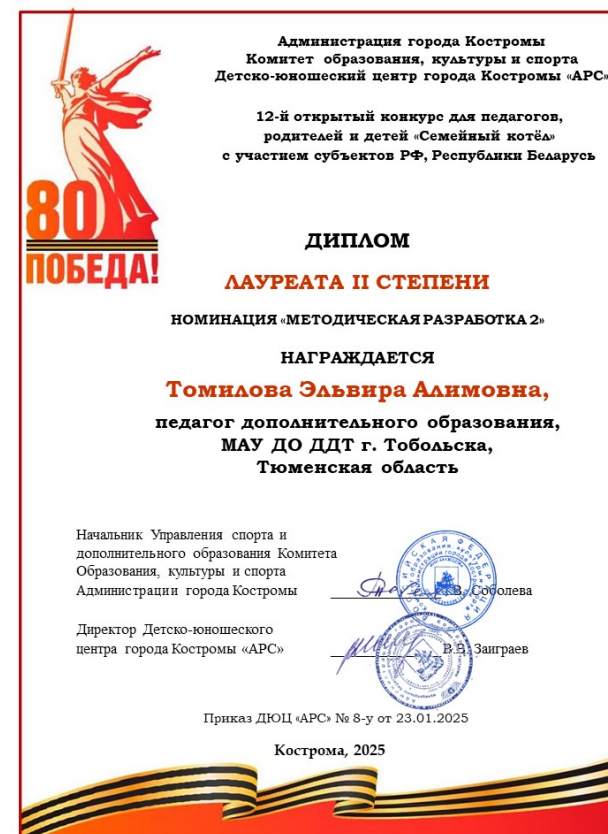 Администрация города Костромы
Комитет образования, культуры и спорта
Детско-юношеский центр города Костромы «АРС»
12-й открытый конкурс для педагогов,
родителей и детей «Семейный котёл»
с участием субъектов РФ, Республики Беларусь
80
ПОБЕДА!
ДИПЛОМ
ЛАУРЕАТА II СТЕПЕНИ
НОМИНАЦИЯ «МЕТОДИЧЕСКАЯ РАЗРАБОТКА 2»
НАГРАЖДАЕТСЯ
Томилова Эльвира Алимовна,
педагог дополнительного образования,
МАУ ДО ДДТ г. Тобольска,
Тюменская область
Начальник Управления спорта и
дополнительного образования Комитета
Образования, культуры и спорта
Администрации города Костромы
В. Соболева
Директор Детско-юношеского
центра города Костромы «АРС»
В.В. Заиграев
Приказ ДЮЦ «АРС» № 8-у от 23.01.2025
Кострома, 2025